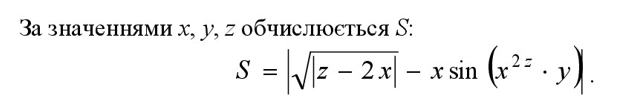 За значеннями x, y, z обчислюється S:
S = |√|z − 2x| − x sin (x^{2z} · y)|.